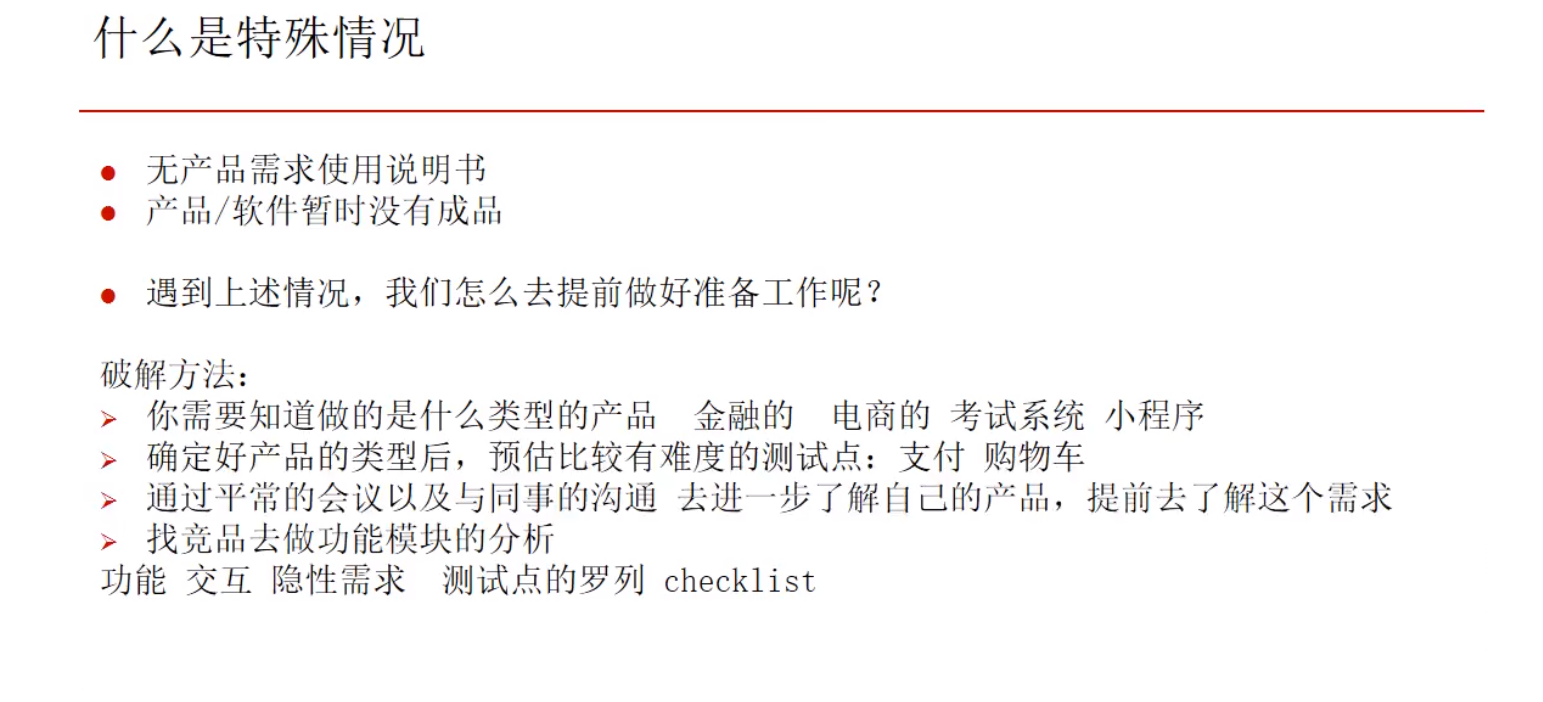 什么是特殊情况
无产品需求使用说明书
产品/软件暂时没有成品
遇到上述情况，我们怎么去提前做好准备工作呢？
破解方法：
你需要知道做的是什么类型的产品  金融的  电商的 考试系统 小程序
确定好产品的类型后，预估比较有难度的测试点：支付 购物车
通过平常的会议以及与同事的沟通 去进一步了解自己的产品，提前去了解这个需求
找竞品去做功能模块的分析
功能 交互 隐性需求  测试点的罗列 checklist